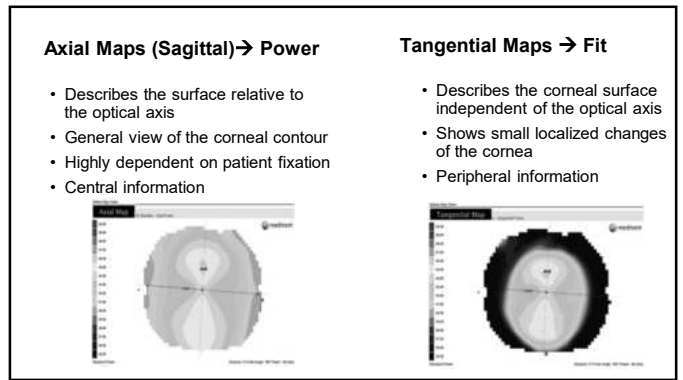 Axial Maps (Sagittal)→ Power
• Describes the surface relative to
the optical axis
• General view of the corneal contour
• Highly dependent on patient fixation
• Central information
Axial Map
medmont
Tangential Maps → Fit
• Describes the corneal surface
independent of the optical axis
• Shows small localized changes
of the cornea
• Peripheral information
Tangential Map
medmont